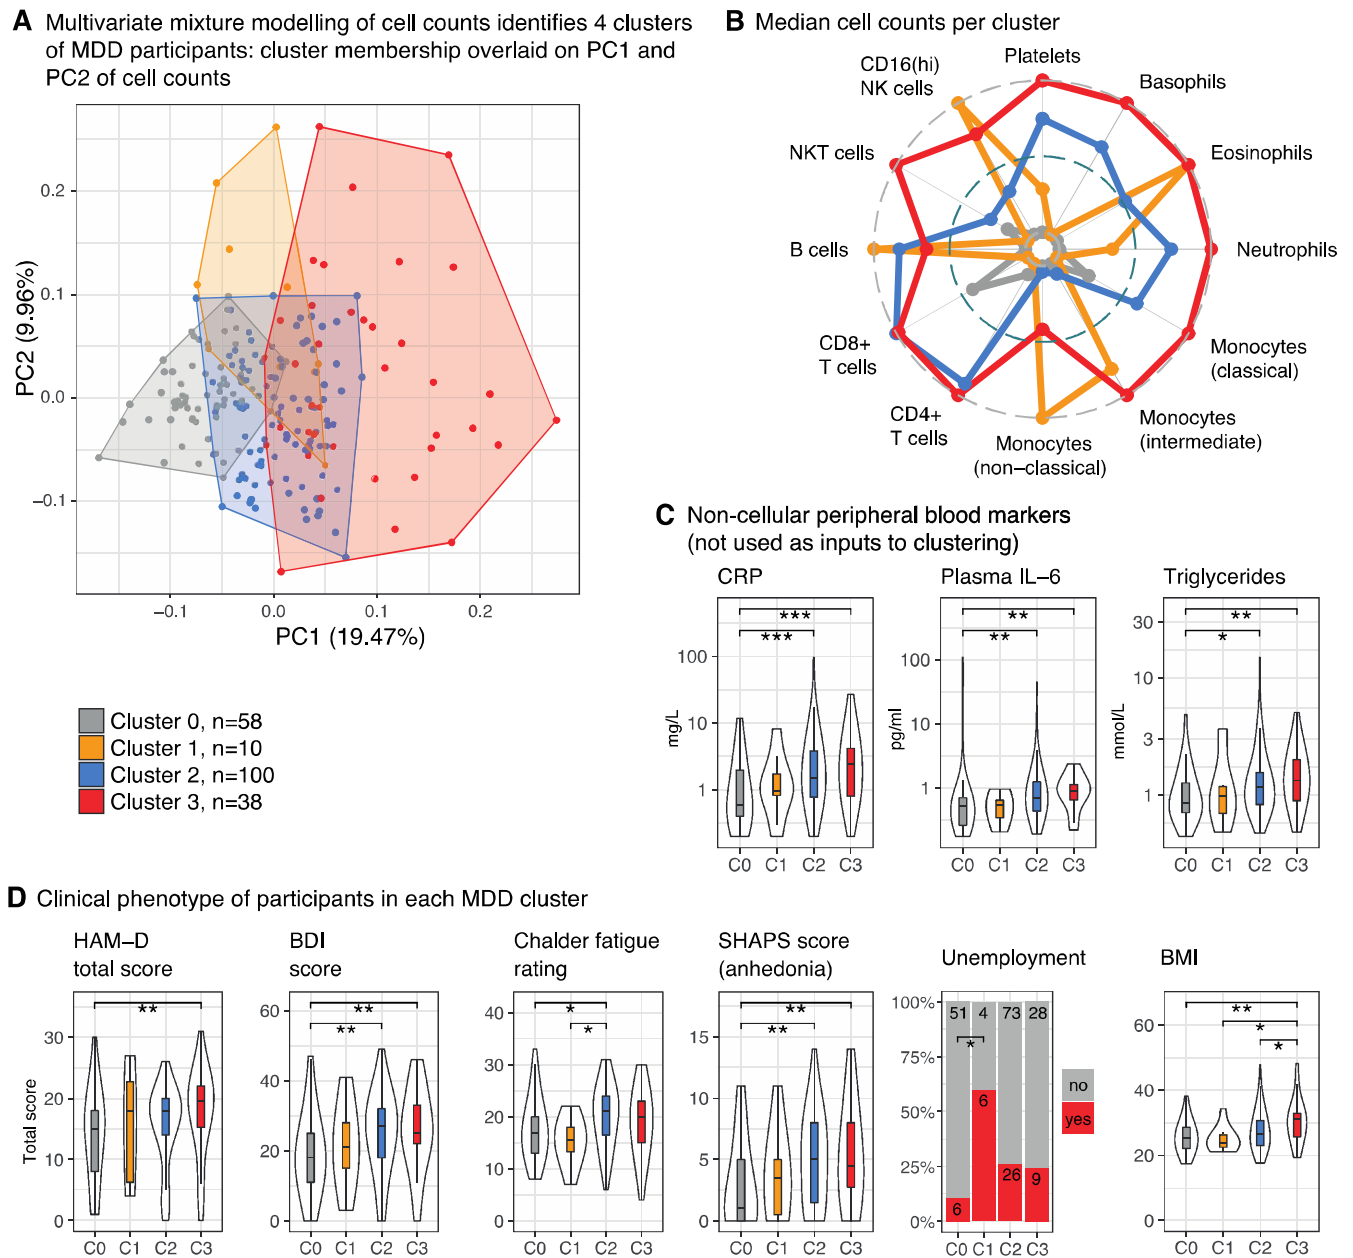 A Multivariate mixture modelling of cell counts identifies 4 clusters
of MDD participants: cluster membership overlaid on PC1 and
PC2 of cell counts
PC2 (9.96%)
0.2
0.1
0.0
−0.1
−0.1
0.0
0.1
0.2
PC1 (19.47%)
Cluster 0, n=58
Cluster 1, n=10
Cluster 2, n=100
Cluster 3, n=38
B Median cell counts per cluster
Platelets
Basophils
Eosinophils
Neutrophils
Monocytes
(classical)
Monocytes
(intermediate)
Monocytes
(non−classical)
CD4+
T cells
CD8+
T cells
B cells
NKT cells
CD16(hi)
NK cells
C Non-cellular peripheral blood markers
(not used as inputs to clustering)
CRP
mg/L
100
10
1
***
***
C0 C1 C2 C3
Plasma IL−6
pg/ml
100
10
1
**
**
C0 C1 C2 C3
Triglycerides
mmol/L
30
10
3
1
**
*
C0 C1 C2 C3
D Clinical phenotype of participants in each MDD cluster
HAM−D
total score
Total score
30
20
10
0
**
C0 C1 C2 C3
BDI
score
60
40
20
0
**
**
C0 C1 C2 C3
Chalder fatigue
rating
40
30
20
10
0
*
*
C0 C1 C2 C3
SHAPS score
(anhedonia)
15
10
5
0
**
**
C0 C1 C2 C3
Unemployment
100%
75%
50%
25%
0%
51 4 73 28
*
6 6 26 9
C0 C1 C2 C3
no
yes
BMI
60
40
20
0
**
*
*
C0 C1 C2 C3